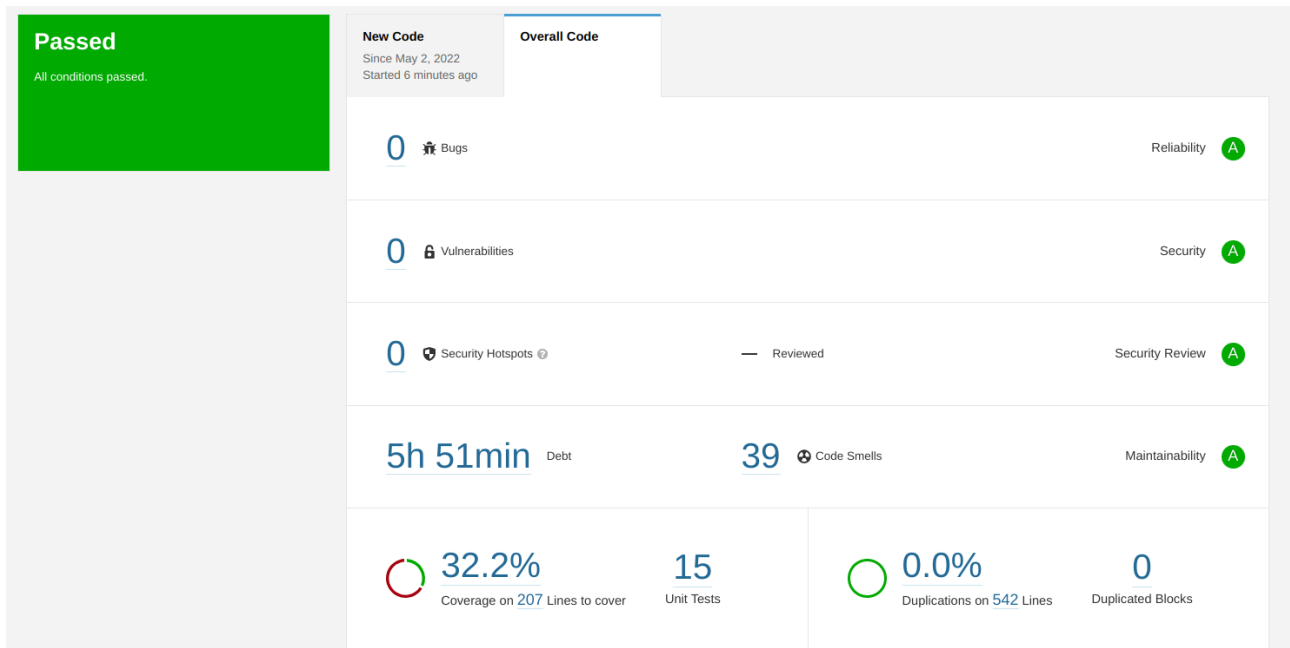 Passed
All conditions passed.
New Code
Since May 2, 2022
Started 6 minutes ago
Overall Code
0 Bugs
Reliability A
0 Vulnerabilities
Security A
0 Security Hotspots ?
— Reviewed
Security Review A
5h 51min Debt
39 Code Smells
Maintainability A
32.2%
Coverage on 207 Lines to cover
15
Unit Tests
0.0%
Duplications on 542 Lines
0
Duplicated Blocks